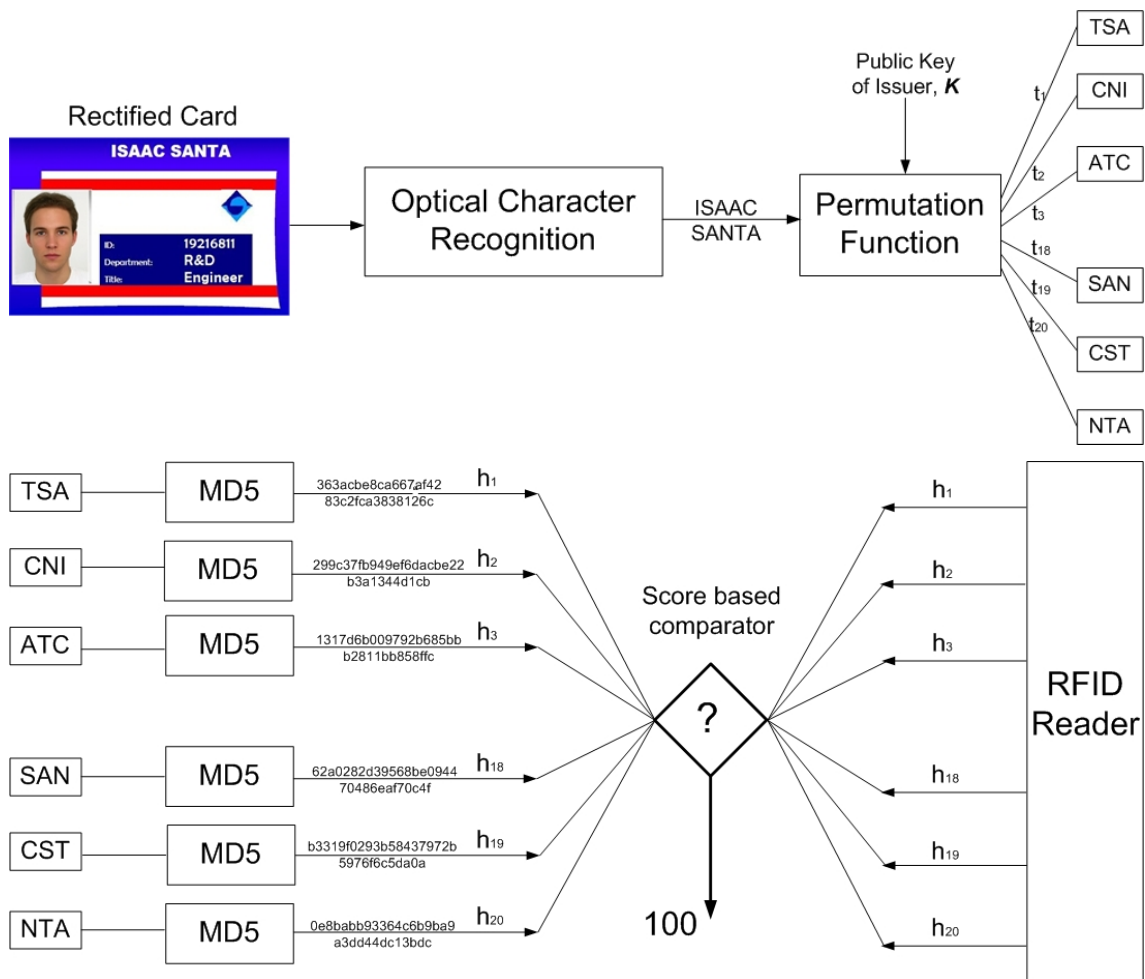 Rectified Card
ISAAC SANTA
ID: 19216811
Department: R&D
Title: Engineer
Optical Character
Recognition
ISAAC
SANTA
Public Key
of Issuer, K
Permutation
Function
t1
t2
t3
t18
t19
t20
TSA
CNI
ATC
SAN
CST
NTA
TSA
MD5
363acbe8ca667af42
83c2fca3838126c
h1
CNI
MD5
299c37fb949ef6dacbe22
b3a1344d1cb
h2
ATC
MD5
1317d6b009792b685bb
b2811bb858ffc
h3
SAN
MD5
62a0282d39568be0944
70486eaf70c4f
h18
CST
MD5
b3319f0293b58437972b
5976f6c5da0a
h19
NTA
MD5
0e8babb93364c6b9ba9
a3dd44dc13bdc
h20
Score based
comparator
?
100
h1
h2
h3
h18
h19
h20
RFID
Reader